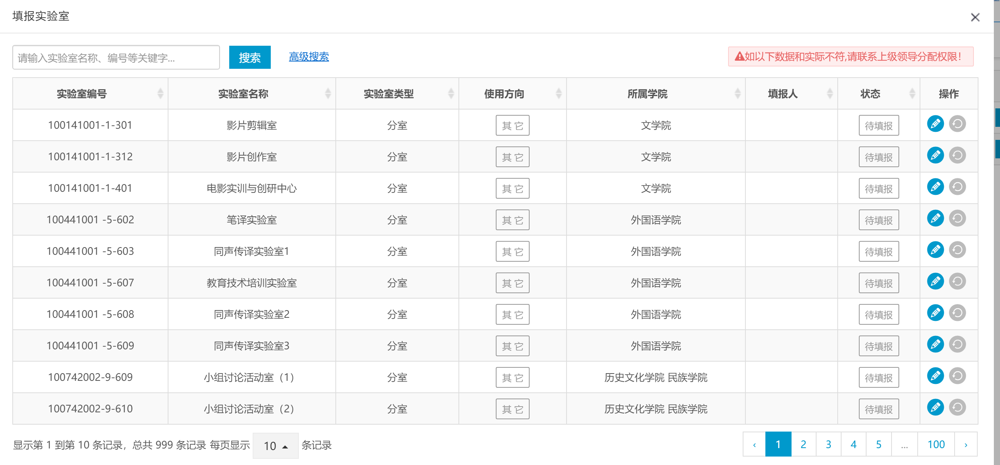 填报实验室
请输入实验室名称、编号等关键字...
搜索
高级搜索
如以下数据和实际不符,请联系上级领导分配权限!
实验室编号 实验室名称 实验室类型 使用方向 所属学院 填报人 状态 操作
100141001-1-301 影片剪辑室 分室 其它 文学院 待填报
100141001-1-312 影片创作室 分室 其它 文学院 待填报
100141001-1-401 电影实训与创研中心 分室 其它 文学院 待填报
100441001 -5-602 笔译实验室 分室 其它 外国语学院 待填报
100441001 -5-603 同声传译实验室1 分室 其它 外国语学院 待填报
100441001 -5-607 教育技术培训实验室 分室 其它 外国语学院 待填报
100441001 -5-608 同声传译实验室2 分室 其它 外国语学院 待填报
100441001 -5-609 同声传译实验室3 分室 其它 外国语学院 待填报
100742002-9-609 小组讨论活动室（1） 分室 其它 历史文化学院 民族学院 待填报
100742002-9-610 小组讨论活动室（2） 分室 其它 历史文化学院 民族学院 待填报
显示第 1 到第 10 条记录，总共 999 条记录 每页显示 10 条记录
‹ 1 2 3 4 5 ... 100 ›